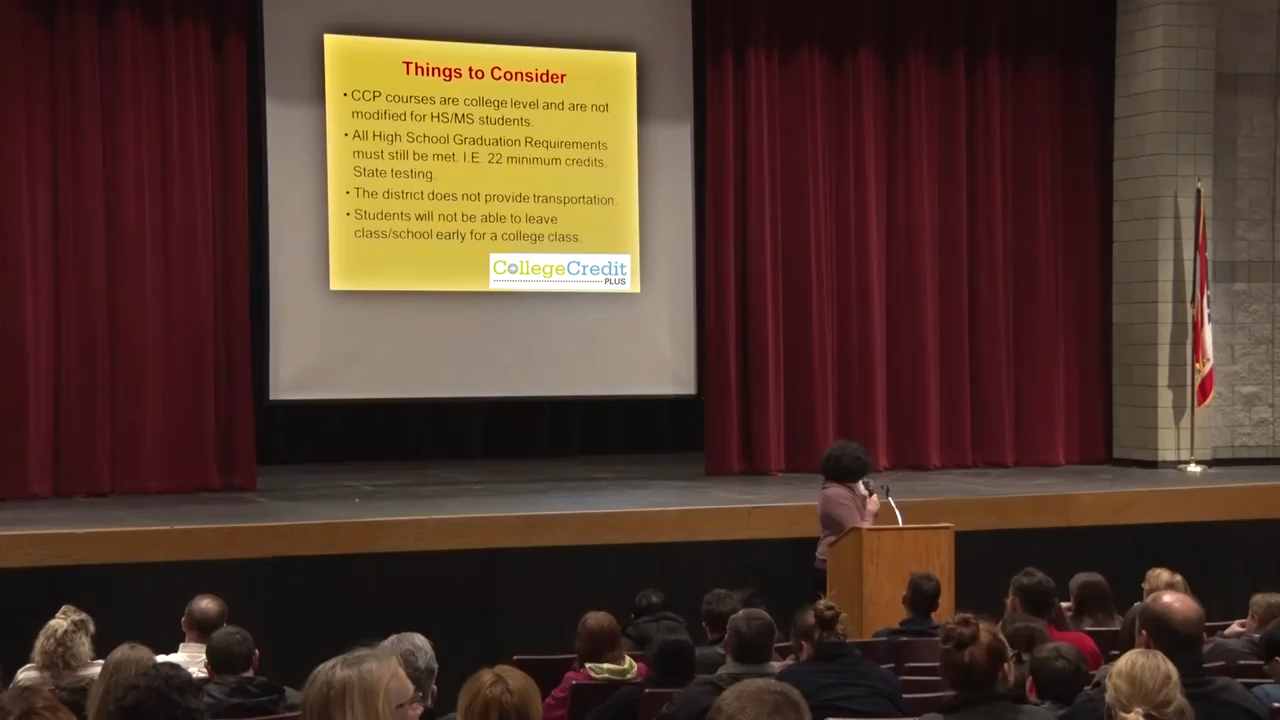 Things to Consider
• CCP courses are college level and are not
modified for HS/MS students.
• All High School Graduation Requirements
must still be met. I.E. 22 minimum credits,
State testing.
• The district does not provide transportation.
• Students will not be able to leave
class/school early for a college class.
CollegeCredit
PLUS